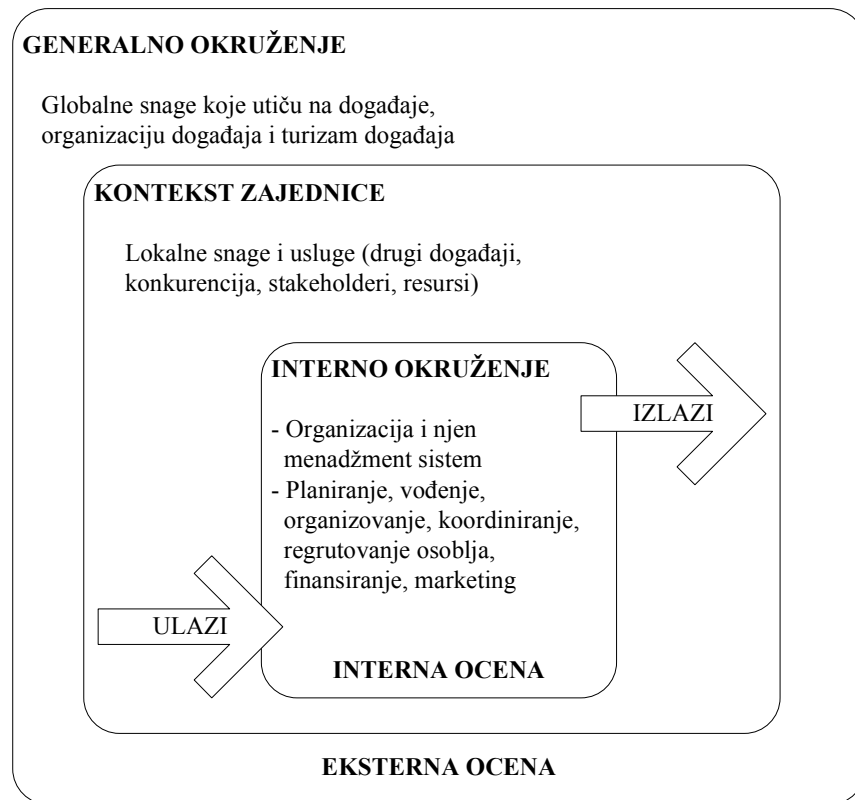 GENERALNO OKRUŽENJE
Globalne snage koje utiču na događaje,
organizaciju događaja i turizam događaja
KONTEKST ZAJEDNICE
Lokalne snage i usluge (drugi događaji,
konkurencija, stakeholderi, resursi)
INTERNO OKRUŽENJE
- Organizacija i njen
menadžment sistem
- Planiranje, vođenje,
organizovanje, koordiniranje,
regrutovanje osoblja,
finansiranje, marketing
IZLAZI
ULAZI
INTERNA OCENA
EKSTERNA OCENA